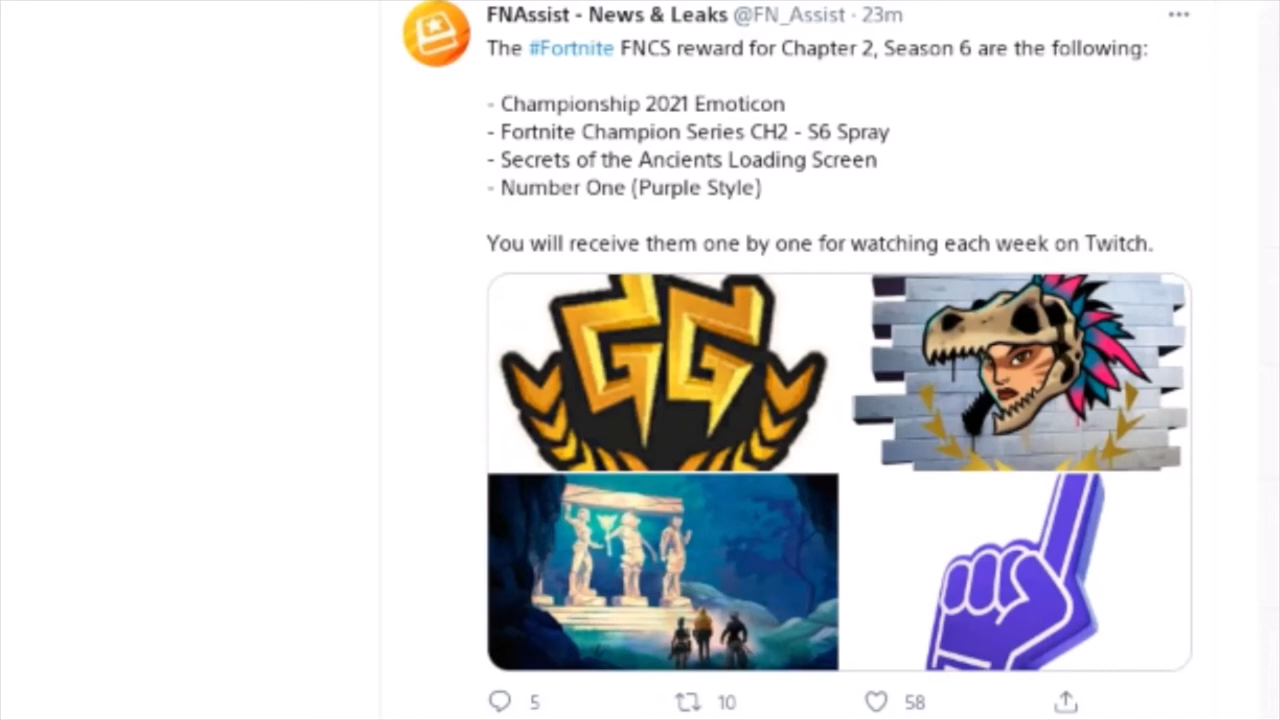 FNAssist - News & Leaks @FN_Assist · 23m
The #Fortnite FNCS reward for Chapter 2, Season 6 are the following:
- Championship 2021 Emoticon
- Fortnite Champion Series CH2 - S6 Spray
- Secrets of the Ancients Loading Screen
- Number One (Purple Style)
You will receive them one by one for watching each week on Twitch.
GG
5 10 58